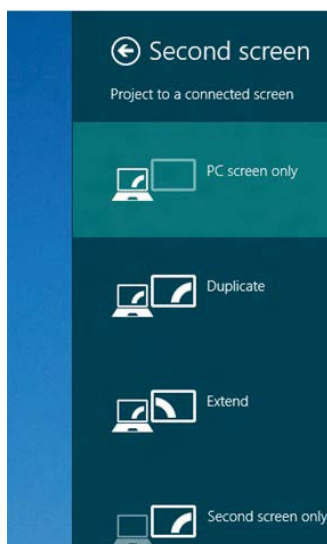 Second screen
Project to a connected screen
PC screen only
Duplicate
Extend
Second screen only